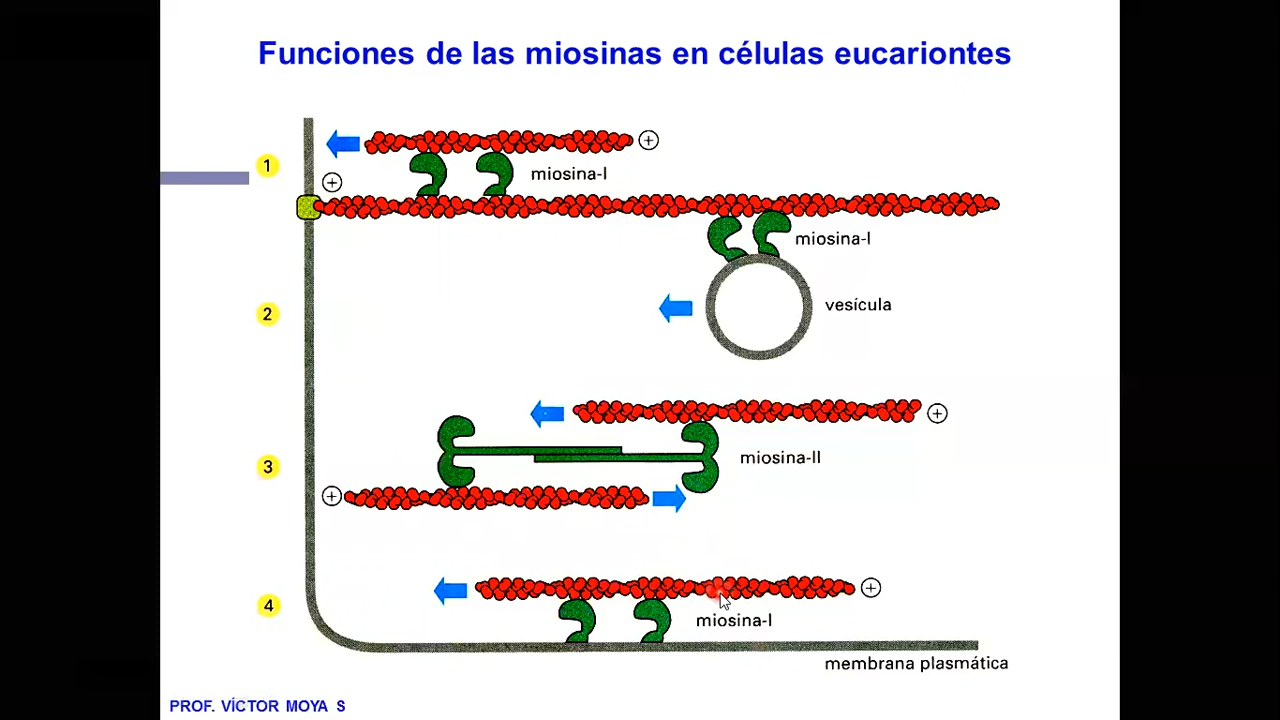 Funciones de las miosinas en células eucariontes
+
1
miosina-I
+
miosina-I
2
vesícula
+
miosina-II
3
+
+
4
miosina-I
membrana plasmática
PROF. VÍCTOR MOYA S